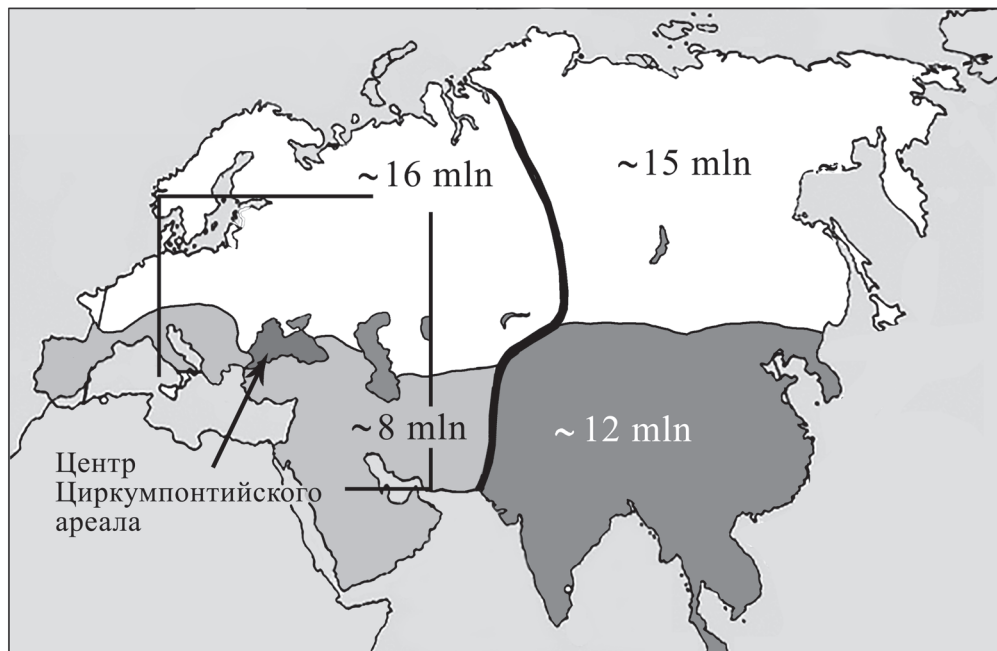 ~16 mln
~15 mln
~8 mln
~12 mln
Центр
Циркумпонтийского
ареала